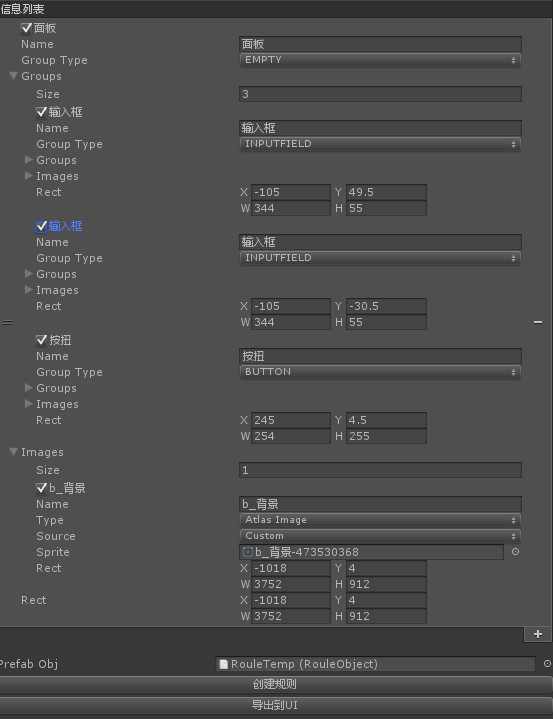 信息列表
面板
Name 面板
Group Type EMPTY
Groups
Size 3
输入框
Name 输入框
Group Type INPUTFIELD
Groups
Images
Rect X -105 Y 49.5
W 344 H 55
输入框
Name 输入框
Group Type INPUTFIELD
Groups
Images
Rect X -105 Y -30.5
W 344 H 55
按扭
Name 按扭
Group Type BUTTON
Groups
Images
Rect X 245 Y 4.5
W 254 H 255
Images
Size 1
b_背景
Name b_背景
Type Atlas Image
Source Custom
Sprite b_背景-473530368
Rect X -1018 Y 4
W 3752 H 912
Rect X -1018 Y 4
W 3752 H 912
Prefab Obj RouleTemp (RouleObject)
创建规则
导出到UI